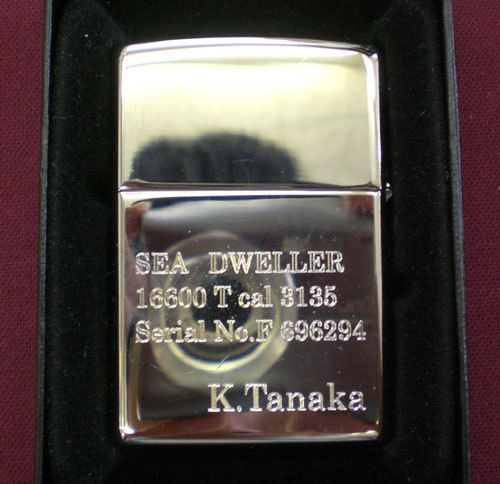 SEA DWELLER
16600 T cal 3135
Serial No.F 696294
K.Tanaka